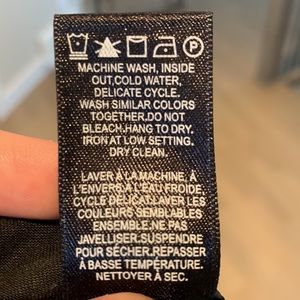 P
MACHINE WASH, INSIDE
OUT,COLD WATER,
DELICATE CYCLE.
WASH SIMILAR COLORS
TOGETHER.DO NOT
BLEACH.HANG TO DRY.
IRON AT LOW SETTING.
DRY CLEAN.
LAVER À LA MACHINE, À
L'ENVERS.À L'EAU FROIDE,
CYCLE DÉLICAT.LAVER LES
COULEURS SEMBLABLES
ENSEMBLE.NE PAS
JAVELLISER.SUSPENDRE
POUR SÉCHER.REPASSER
À BASSE TEMPÉRATURE.
NETTOYER À SEC.